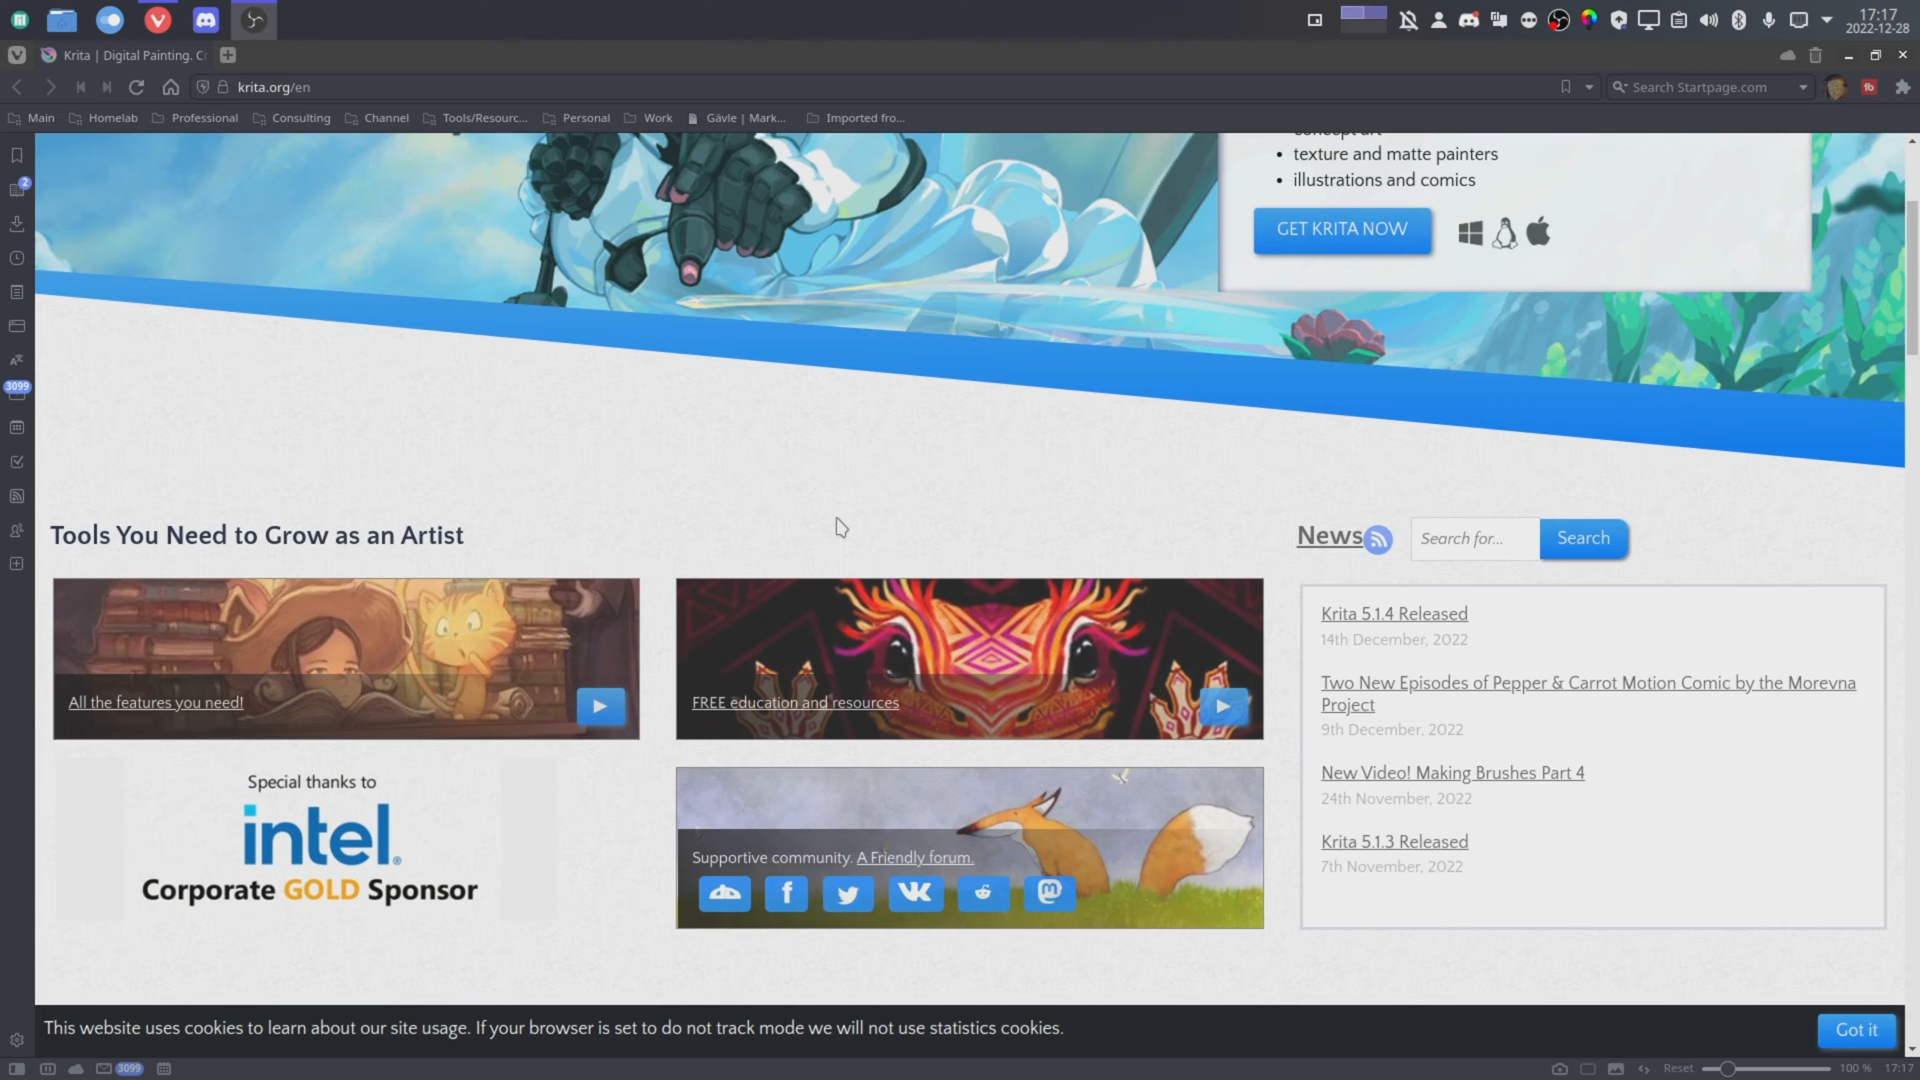 17:17
2022-12-28
Krita | Digital Painting. Cr
krita.org/en
Search Startpage.com
Main
Homelab
Professional
Consulting
Channel
Tools/Resourc...
Personal
Work
Gävle | Mark...
Imported fro...
concept art
• texture and matte painters
• illustrations and comics
GET KRITA NOW
2
3099
Tools You Need to Grow as an Artist
News
Search for...
Search
All the features you need!
FREE education and resources
Krita 5.1.4 Released
14th December, 2022
Two New Episodes of Pepper & Carrot Motion Comic by the Morevna
Project
9th December, 2022
New Video! Making Brushes Part 4
24th November, 2022
Krita 5.1.3 Released
7th November, 2022
Special thanks to
intel.
Corporate GOLD Sponsor
Supportive community. A Friendly forum.
This website uses cookies to learn about our site usage. If your browser is set to do not track mode we will not use statistics cookies.
Got it
3099
Reset
100 %
17:17